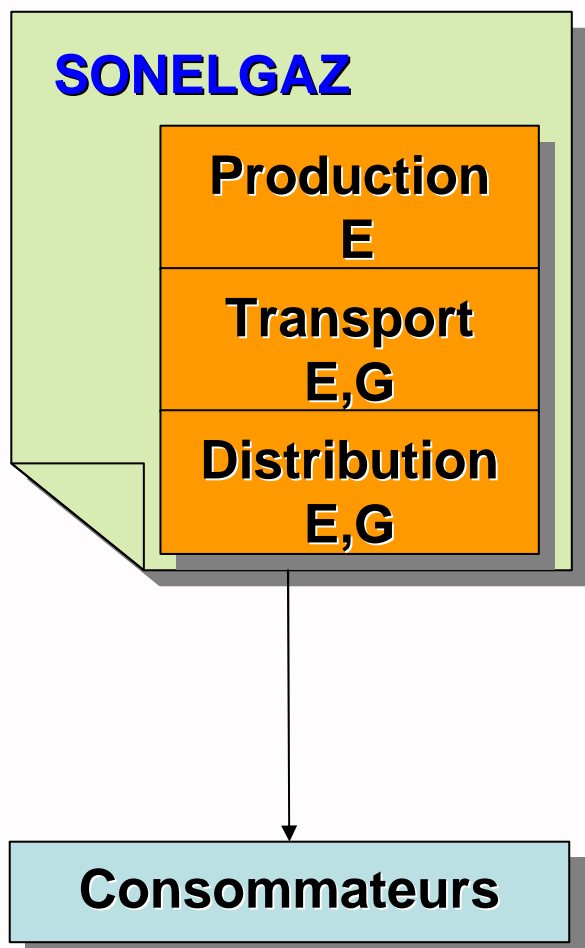 SONELGAZ
Production
E
Transport
E,G
Distribution
E,G
Consommateurs